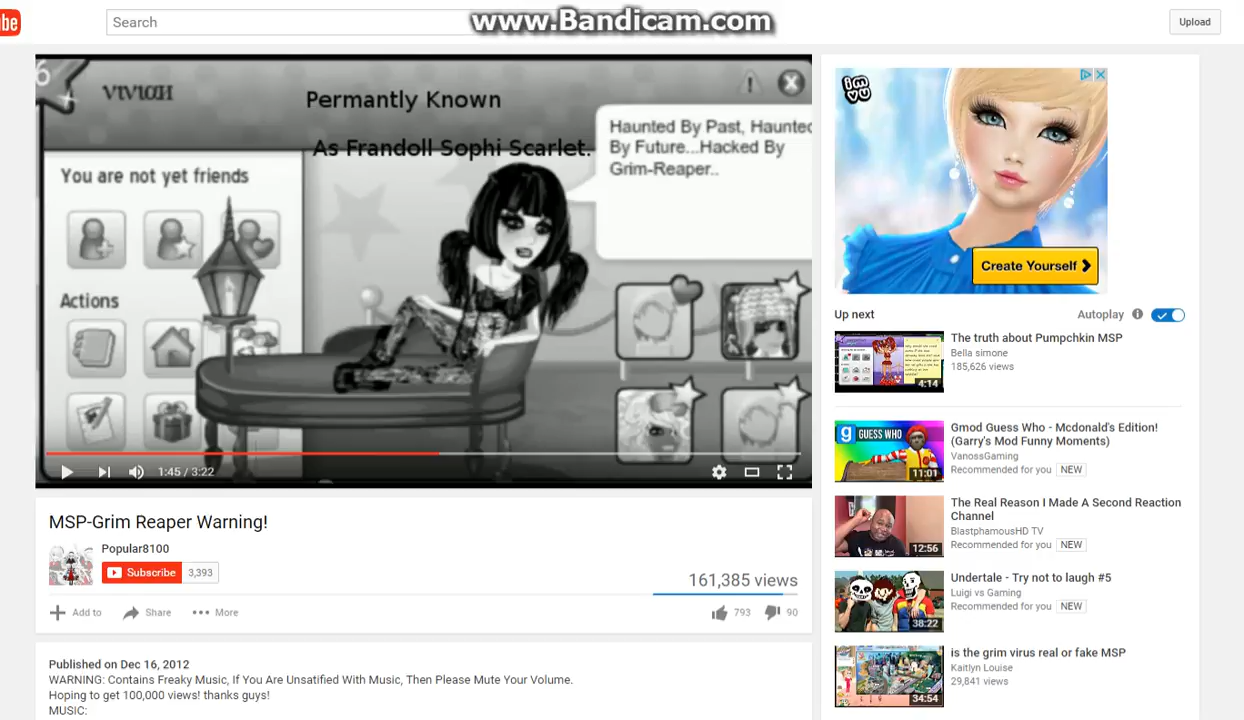 www.Bandicam.com
Search
Upload
6
vivian
Permantly Known
As Frandoll Sophi Scarlet.
Haunted By Past, Haunted
By Future...Hacked By
Grim-Reaper..
You are not yet friends
Actions
1:45 / 3:22
MSP-Grim Reaper Warning!
Popular8100
Subscribe 3,393
161,385 views
Add to Share More 793 90
Published on Dec 16, 2012
WARNING: Contains Freaky Music, If You Are Unsatified With Music, Then Please Mute Your Volume.
Hoping to get 100,000 views! thanks guys!
MUSIC:
imvu
Create Yourself
Up next Autoplay
The truth about Pumpchkin MSP
Bella simone
185,626 views
4:14
Gmod Guess Who - Mcdonald's Edition!
(Garry's Mod Funny Moments)
VanossGaming
Recommended for you NEW
g GUESS WHO
11:01
The Real Reason I Made A Second Reaction
Channel
BlastphamousHD TV
Recommended for you NEW
12:56
Undertale - Try not to laugh #5
Luigi vs Gaming
Recommended for you NEW
38:22
is the grim virus real or fake MSP
Kaitlyn Louise
29,841 views
34:54